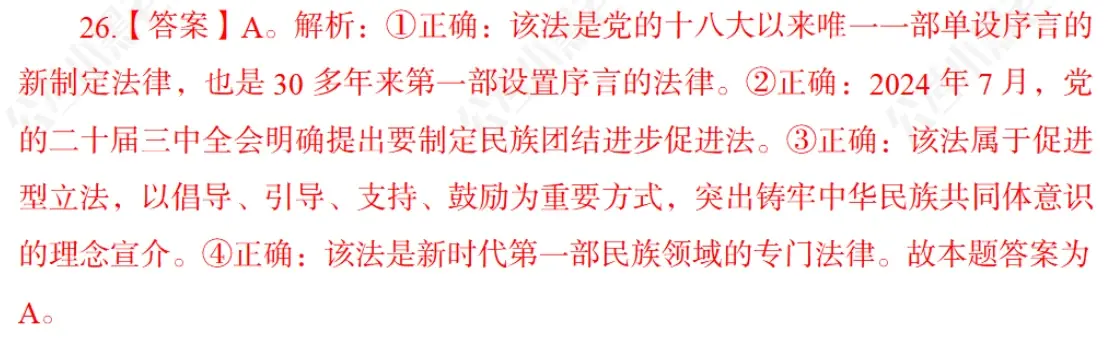 26.【答案】A。解析：①正确：该法是党的十八大以来唯一一部单设序言的
新制定法律，也是 30 多年来第一部设置序言的法律。②正确：2024 年 7 月，党
的二十届三中全会明确提出要制定民族团结进步促进法。③正确：该法属于促进
型立法，以倡导、引导、支持、鼓励为重要方式，突出铸牢中华民族共同体意识
的理念宣介。④正确：该法是新时代第一部民族领域的专门法律。故本题答案为
A。